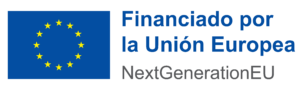 Financiado por
la Unión Europea
NextGenerationEU